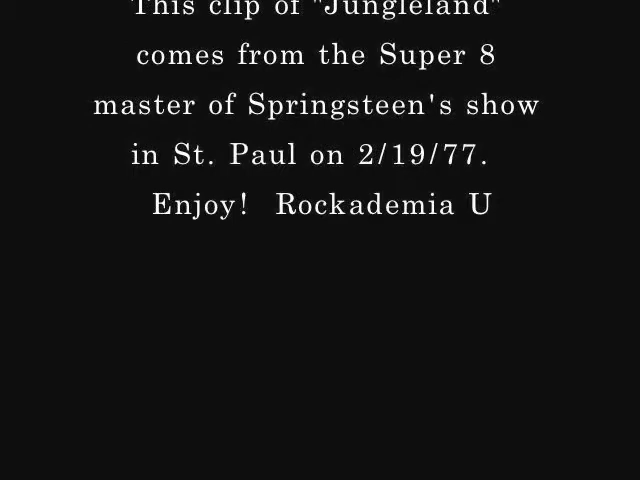 This clip of "Jungleland"
comes from the Super 8
master of Springsteen's show
in St. Paul on 2/19/77.
Enjoy! Rockademia U